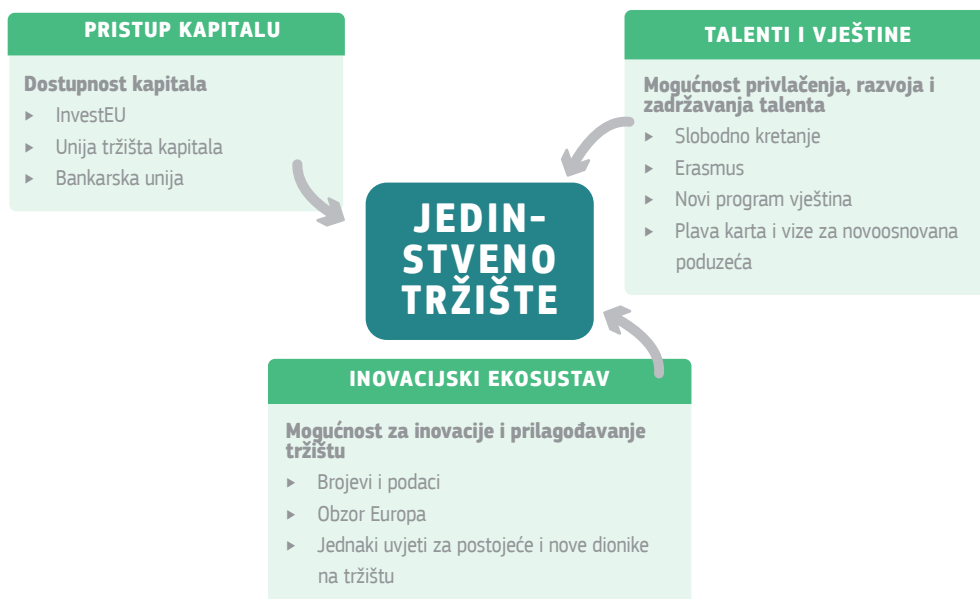 PRISTUP KAPITALU
Dostupnost kapitala
▸ InvestEU
▸ Unija tržišta kapitala
▸ Bankarska unija
TALENTI I VJEŠTINE
Mogućnost privlačenja, razvoja i
zadržavanja talenta
▸ Slobodno kretanje
▸ Erasmus
▸ Novi program vještina
▸ Plava karta i vize za novoosnovana
poduzeća
JEDIN-
STVENO
TRŽIŠTE
INOVACIJSKI EKOSUSTAV
Mogućnost za inovacije i prilagođavanje
tržištu
▸ Brojevi i podaci
▸ Obzor Europa
▸ Jednaki uvjeti za postojeće i nove dionike
na tržištu